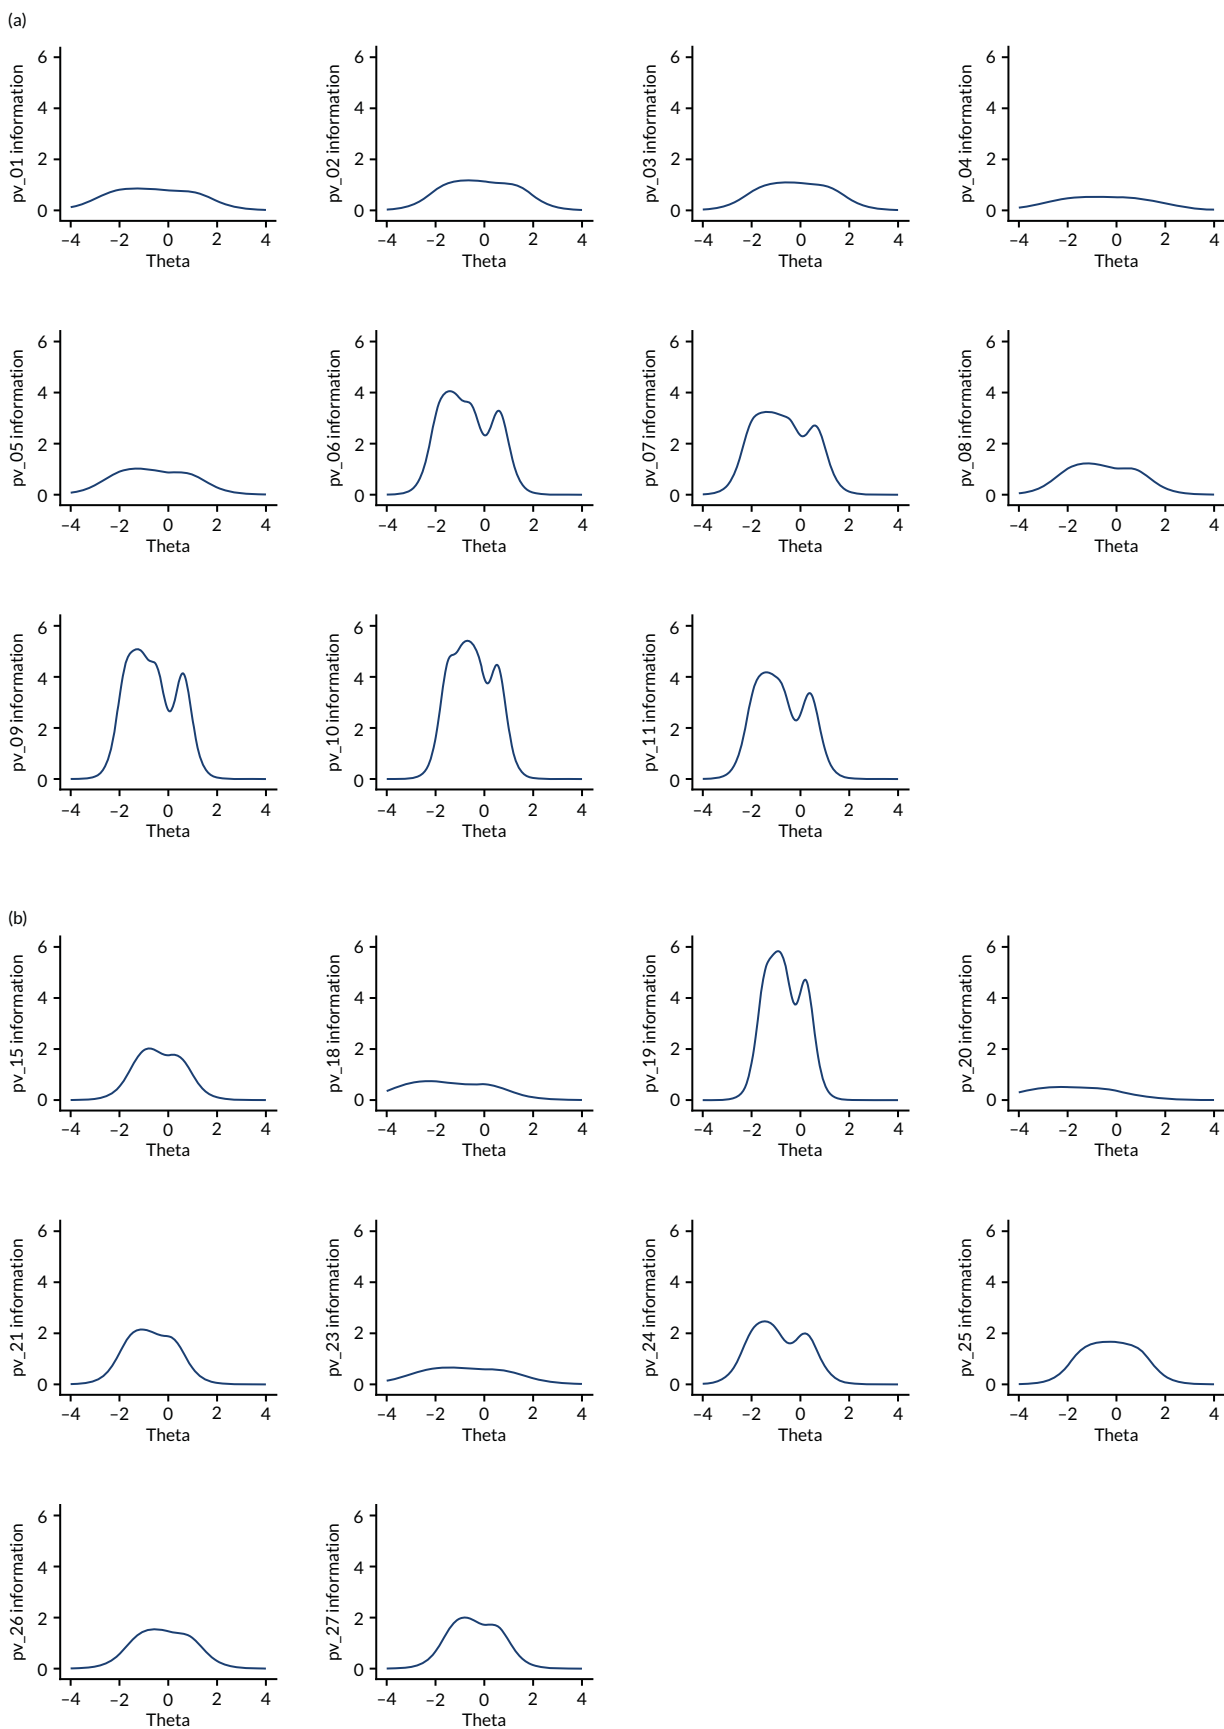 (a)
pv_01 information
6
4
2
0
–4 –2 0 2 4
Theta
pv_02 information
6
4
2
0
–4 –2 0 2 4
Theta
pv_03 information
6
4
2
0
–4 –2 0 2 4
Theta
pv_04 information
6
4
2
0
–4 –2 0 2 4
Theta
pv_05 information
6
4
2
0
–4 –2 0 2 4
Theta
pv_06 information
6
4
2
0
–4 –2 0 2 4
Theta
pv_07 information
6
4
2
0
–4 –2 0 2 4
Theta
pv_08 information
6
4
2
0
–4 –2 0 2 4
Theta
pv_09 information
6
4
2
0
–4 –2 0 2 4
Theta
pv_10 information
6
4
2
0
–4 –2 0 2 4
Theta
pv_11 information
6
4
2
0
–4 –2 0 2 4
Theta
(b)
pv_15 information
6
4
2
0
–4 –2 0 2 4
Theta
pv_18 information
6
4
2
0
–4 –2 0 2 4
Theta
pv_19 information
6
4
2
0
–4 –2 0 2 4
Theta
pv_20 information
6
4
2
0
–4 –2 0 2 4
Theta
pv_21 information
6
4
2
0
–4 –2 0 2 4
Theta
pv_23 information
6
4
2
0
–4 –2 0 2 4
Theta
pv_24 information
6
4
2
0
–4 –2 0 2 4
Theta
pv_25 information
6
4
2
0
–4 –2 0 2 4
Theta
pv_26 information
6
4
2
0
–4 –2 0 2 4
Theta
pv_27 information
6
4
2
0
–4 –2 0 2 4
Theta